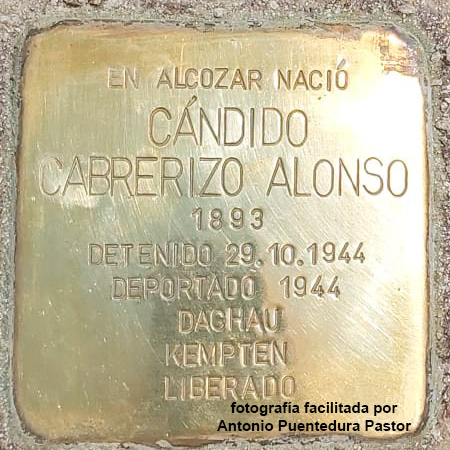 EN ALCOZAR NACIÓ
CÁNDIDO
CABRERIZO ALONSO
1893
DETENIDO 29.10.1944
DEPORTADO 1944
DACHAU
KEMPTEN
LIBERADO
fotografía facilitada por
Antonio Puentedura Pastor